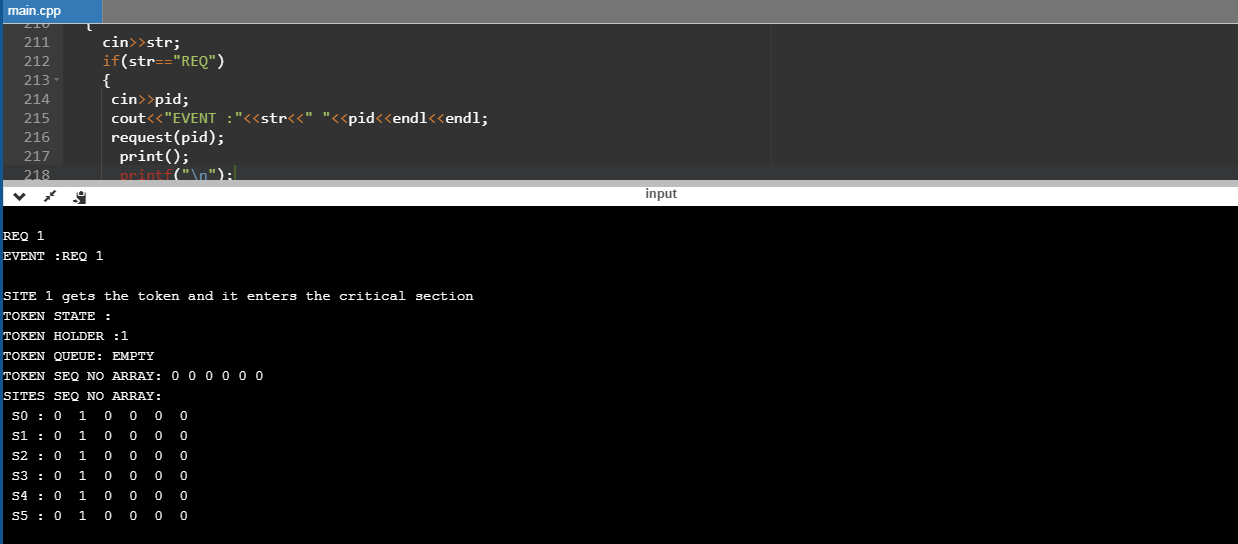 main.cpp
210 {
211 cin>>str;
212 if(str=="REQ")
213 {
214 cin>>pid;
215 cout<<"EVENT :"<<str<<" "<<pid<<endl<<endl;
216 request(pid);
217 print();
218 printf("\n");
input
REQ 1
EVENT :REQ 1
SITE 1 gets the token and it enters the critical section
TOKEN STATE :
TOKEN HOLDER :1
TOKEN QUEUE: EMPTY
TOKEN SEQ NO ARRAY: 0 0 0 0 0 0
SITES SEQ NO ARRAY:
S0 : 0 1 0 0 0 0
S1 : 0 1 0 0 0 0
S2 : 0 1 0 0 0 0
S3 : 0 1 0 0 0 0
S4 : 0 1 0 0 0 0
S5 : 0 1 0 0 0 0